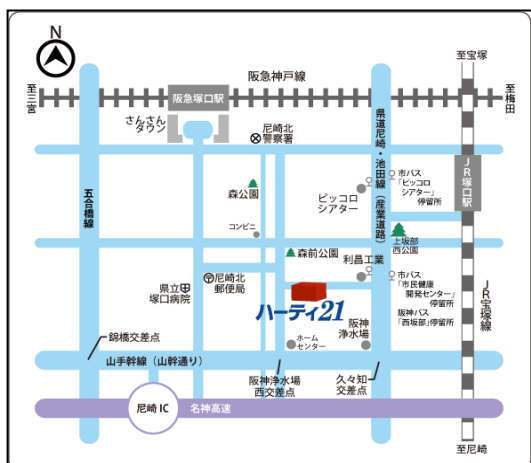 N
至宝塚
阪急神戸線
至三宮
阪急塚口駅
至梅田
さんさん
タウン
尼崎北
警察署
県道尼崎・池田線(産業道路)
JR塚口駅
市バス
「ピッコロ
シアター」
停留所
五合橋線
森公園
ピッコロ
シアター
コンビニ
上坂部
西公園
森前公園
利昌工業
県立
塚口病院
尼崎北
郵便局
市バス
「市民健康
開発センター」
停留所
阪神バス
「西坂部」停留所
JR宝塚線
ハーティ21
錦橋交差点
ホーム
センター
阪神
浄水場
山手幹線(山幹通り)
阪神浄水場
西交差点
久々知
交差点
尼崎IC
名神高速
至尼崎